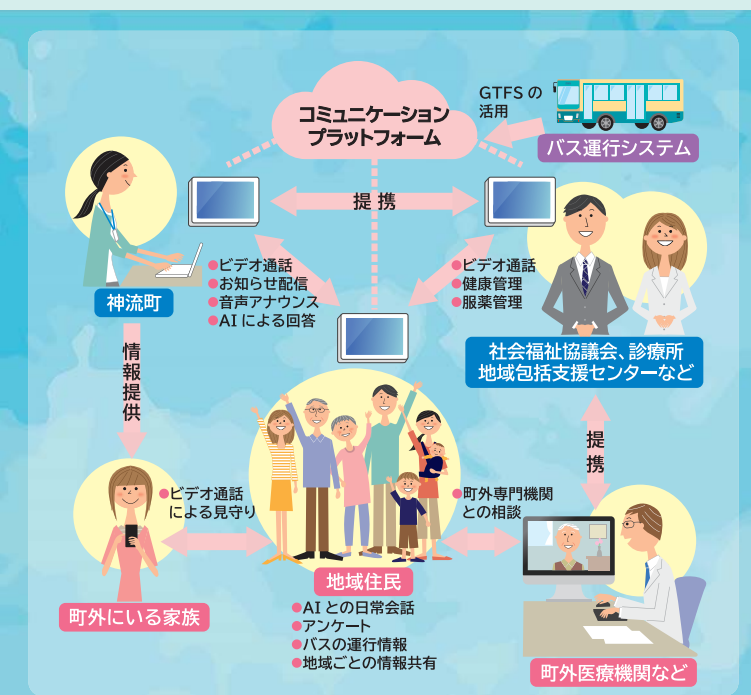 コミュニケーション
プラットフォーム
GTFS の
活用
バス運行システム
提 携
神流町
●ビデオ通話
●お知らせ配信
●音声アナウンス
●AI による回答
●ビデオ通話
●健康管理
●服薬管理
社会福祉協議会、診療所
地域包括支援センターなど
情報提供
提携
●ビデオ通話
による見守り
●町外専門機関
との相談
地域住民
●AI との日常会話
●アンケート
●バスの運行情報
●地域ごとの情報共有
町外にいる家族
町外医療機関など